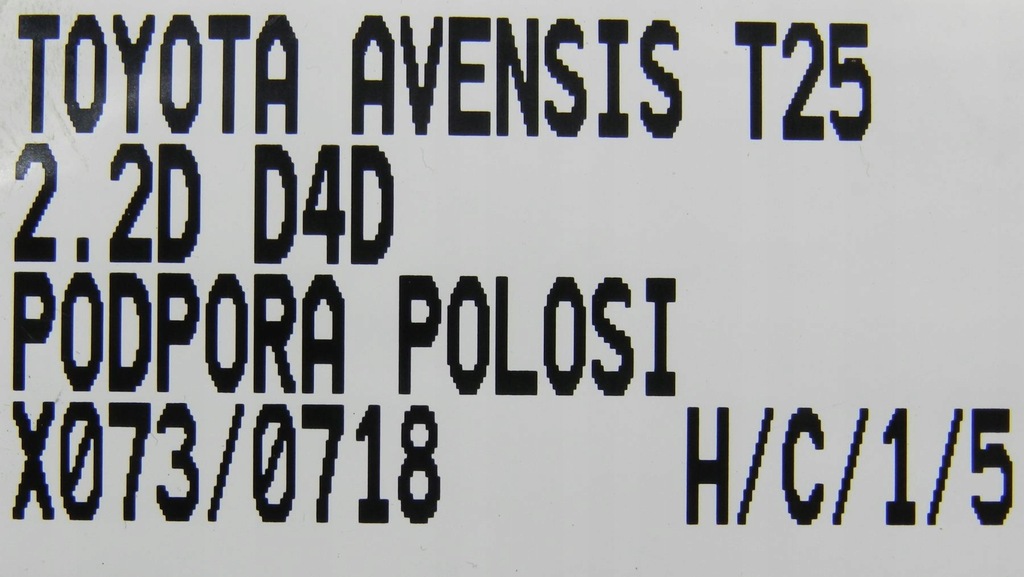 TOYOTA AVENSIS T25
2.2D D4D
PODPORA POLOSI
X073/0718 H/C/1/5